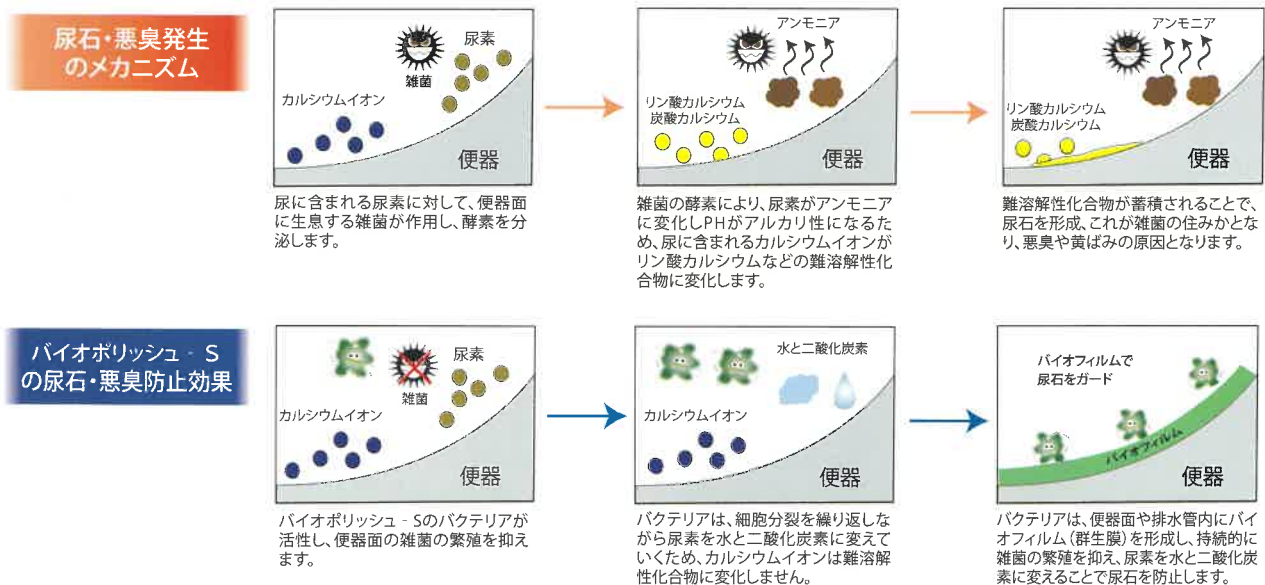 尿石・悪臭発生
のメカニズム
カルシウムイオン
雑菌
尿素
便器
尿に含まれる尿素に対して、便器面
に生息する雑菌が作用し、酵素を分
泌します。
アンモニア
リン酸カルシウム
炭酸カルシウム
便器
雑菌の酵素により、尿素がアンモニア
に変化しPHがアルカリ性になるた
め、尿に含まれるカルシウムイオンが
リン酸カルシウムなどの難溶解性化
合物に変化します。
アンモニア
リン酸カルシウム
炭酸カルシウム
便器
難溶解性化合物が蓄積されることで、
尿石を形成、これが雑菌の住みかとな
り、悪臭や黄ばみの原因となります。
バイオポリッシュ - S
の尿石・悪臭防止効果
尿素
雑菌
カルシウムイオン
便器
バイオポリッシュ - Sのバクテリアが
活性し、便器面の雑菌の繁殖を抑え
ます。
水と二酸化炭素
カルシウムイオン
便器
バクテリアは、細胞分裂を繰り返しな
がら尿素を水と二酸化炭素に変えて
いくため、カルシウムイオンは難溶解
性化合物に変化しません。
バイオフィルムで
尿石をガード
バイオフィルム
便器
バクテリアは、便器面や排水管内にバイ
オフィルム(群生膜)を形成し、持続的に
雑菌の繁殖を抑え、尿素を水と二酸化炭
素に変えることで尿石を防止します。